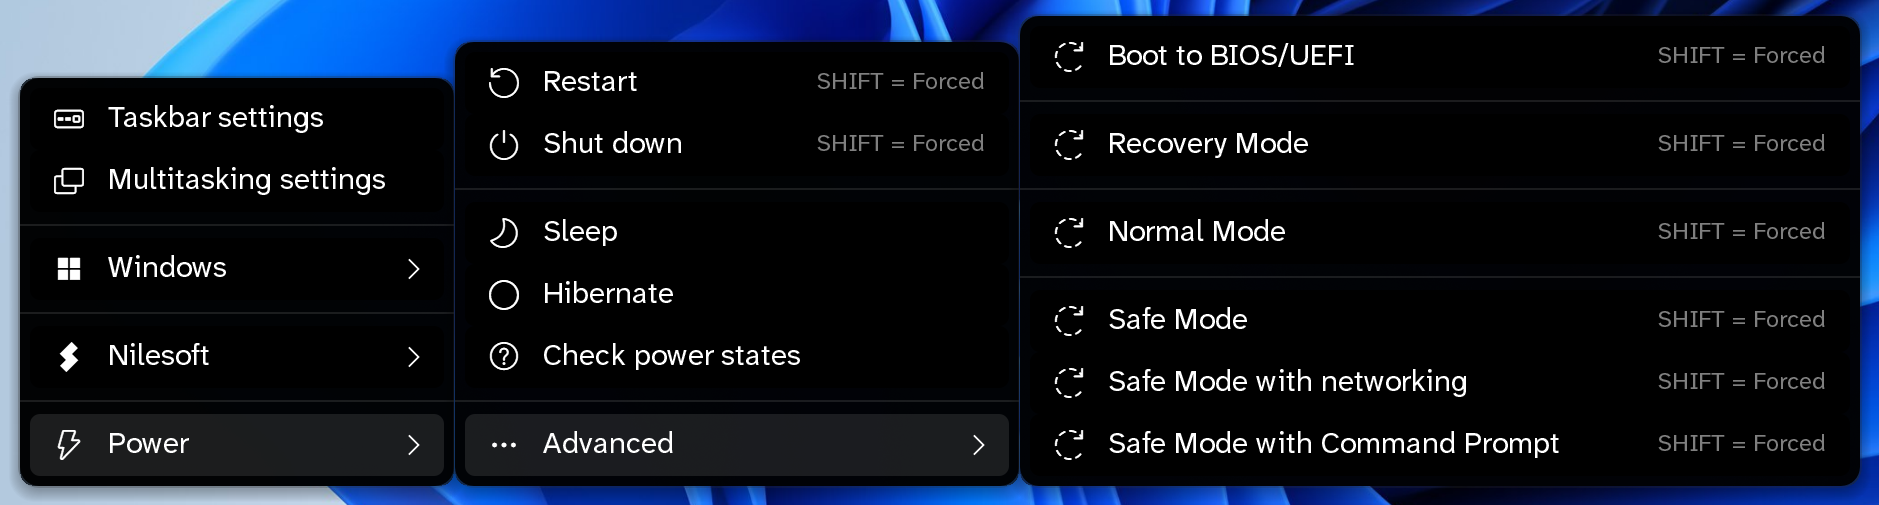 Taskbar settings
Multitasking settings
Windows
Nilesoft
Power
Restart SHIFT = Forced
Shut down SHIFT = Forced
Sleep
Hibernate
Check power states
Advanced
Boot to BIOS/UEFI SHIFT = Forced
Recovery Mode SHIFT = Forced
Normal Mode SHIFT = Forced
Safe Mode SHIFT = Forced
Safe Mode with networking SHIFT = Forced
Safe Mode with Command Prompt SHIFT = Forced